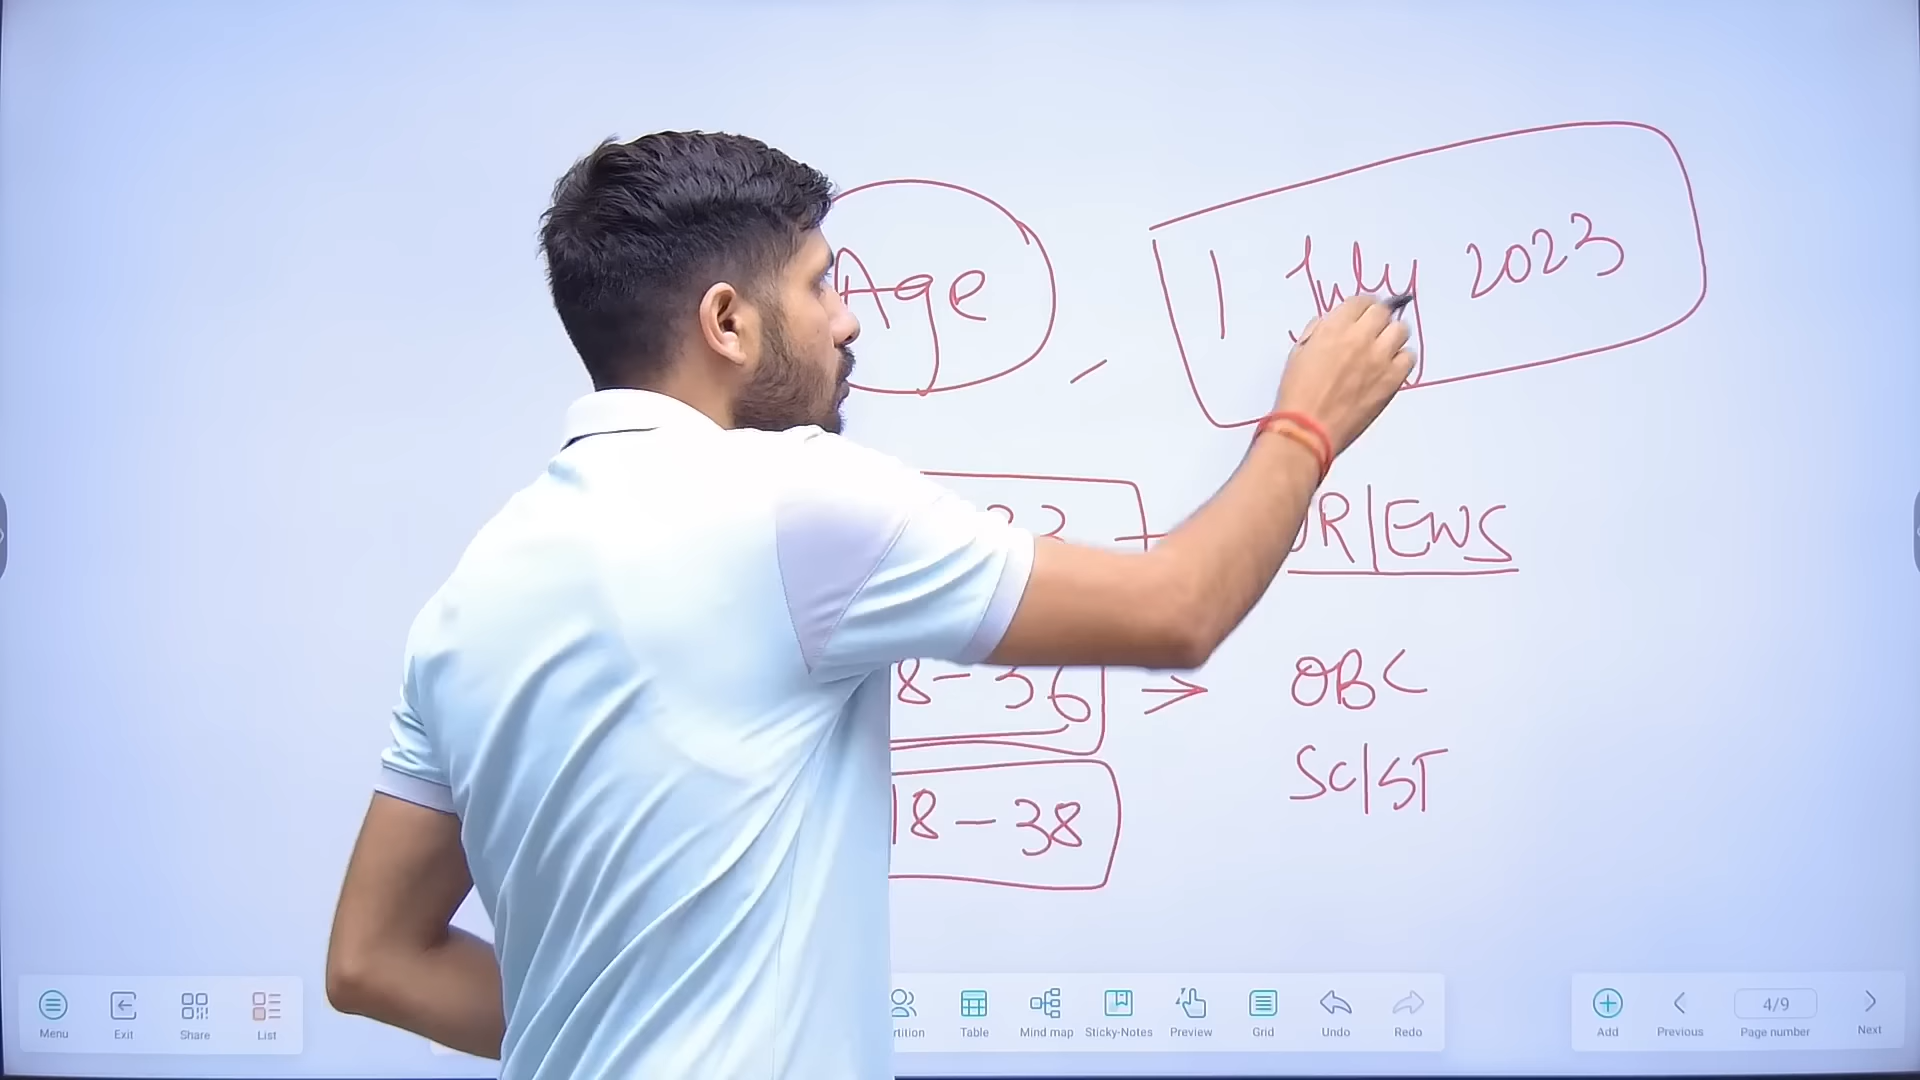 Age
1 July 2023
UR/EWS
8-36 → OBC
18-38
SC/ST
Menu
Exit
Share
List
Table
Mind map
Sticky-Notes
Preview
Grid
Undo
Redo
Add
Previous
4/9
Page number
Next